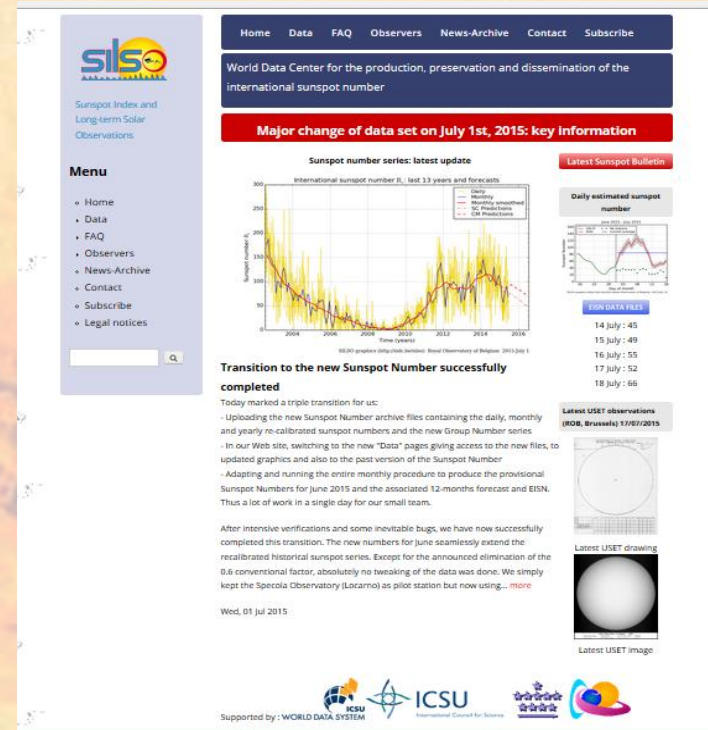 silso
Sunspot Index and
Long-term Solar
Observations
Menu
Home
Data
FAQ
Observers
News-Archive
Contact
Subscribe
Legal notices
Home Data FAQ Observers News-Archive Contact Subscribe
World Data Center for the production, preservation and dissemination of the
international sunspot number
Major change of data set on July 1st, 2015: key information
Sunspot number series: latest update
300
250
200
150
100
50
0
Daily
Monthly
Monthly smoothed
SC Predictions
CM Predictions
2004 2006 2008 2010 2012 2014 2016
Time (years)
Transition to the new Sunspot Number successfully
completed
Today marked a triple transition for us:
- Uploading the new Sunspot Number archive files containing the daily, monthly
and yearly re-calibrated sunspot numbers and the new Group Number series
- In our Web site, switching to the new "Data" pages giving access to the new files, to
updated graphics and also to the past version of the Sunspot Number
- Adapting and running the entire monthly procedure to produce the provisional
Sunspot Numbers for June 2015 and the associated 12-months forecast and EISN.
Thus a lot of work in a single day for our small team.
After intensive verifications and some inevitable bugs, we have now successfully
completed this transition. The new numbers for June seamlessly extend the
recalibrated historical sunspot series. Except for the announced elimination of the
0.6 conventional factor, absolutely no tweaking of the data was done. We simply
kept the Specola Observatory (Locarno) as pilot station but now using... more
Wed, 01 Jul 2015
Latest Sunspot Bulletin
Daily estimated sunspot
number
EISN DATA FILES
14 July : 45
15 July : 49
16 July : 55
17 July : 52
18 July : 66
Latest USET observations
(ROB, Brussels) 17/07/2015
Latest USET drawing
Latest USET image
Supported by : WORLD DATA SYSTEM
ICSU
ICSU
International Council for Science